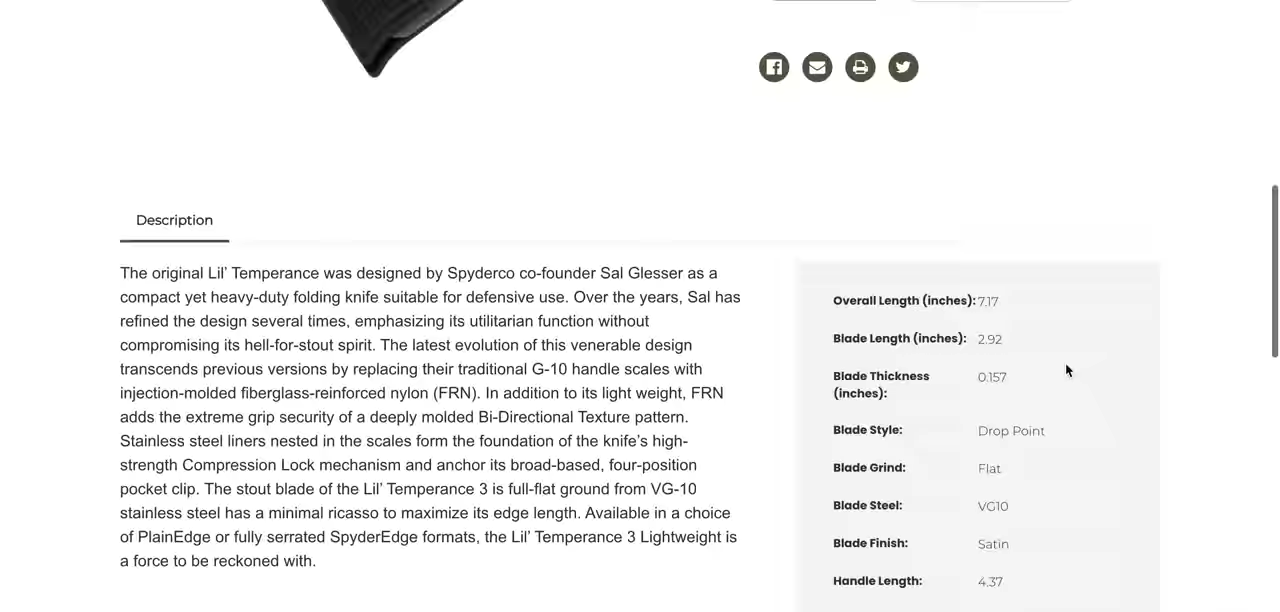 Description
The original Lil’ Temperance was designed by Spyderco co-founder Sal Glesser as a
compact yet heavy-duty folding knife suitable for defensive use. Over the years, Sal has
refined the design several times, emphasizing its utilitarian function without
compromising its hell-for-stout spirit. The latest evolution of this venerable design
transcends previous versions by replacing their traditional G-10 handle scales with
injection-molded fiberglass-reinforced nylon (FRN). In addition to its light weight, FRN
adds the extreme grip security of a deeply molded Bi-Directional Texture pattern.
Stainless steel liners nested in the scales form the foundation of the knife’s high-
strength Compression Lock mechanism and anchor its broad-based, four-position
pocket clip. The stout blade of the Lil’ Temperance 3 is full-flat ground from VG-10
stainless steel has a minimal ricasso to maximize its edge length. Available in a choice
of PlainEdge or fully serrated SpyderEdge formats, the Lil’ Temperance 3 Lightweight is
a force to be reckoned with.
Overall Length (inches): 7.17
Blade Length (inches): 2.92
Blade Thickness 0.157
(inches):
Blade Style: Drop Point
Blade Grind: Flat
Blade Steel: VG10
Blade Finish: Satin
Handle Length: 4.37